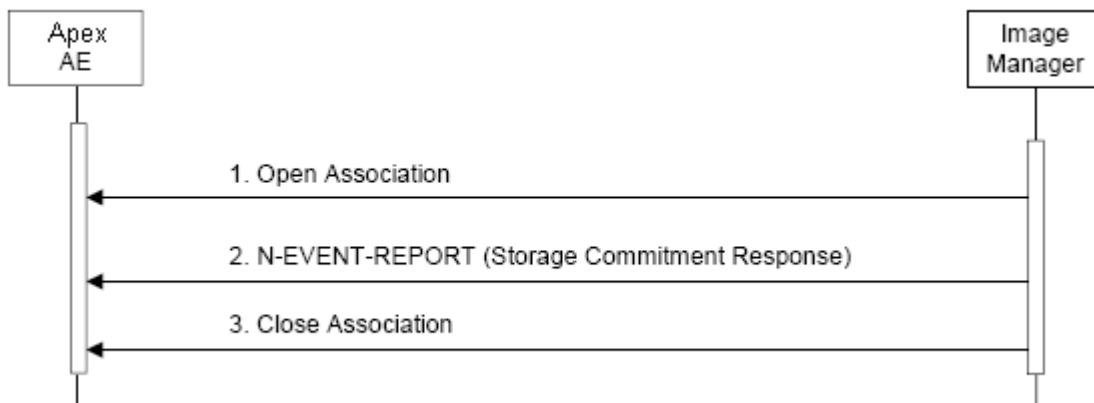 Apex
AE
Image
Manager
1. Open Association
2. N-EVENT-REPORT (Storage Commitment Response)
3. Close Association